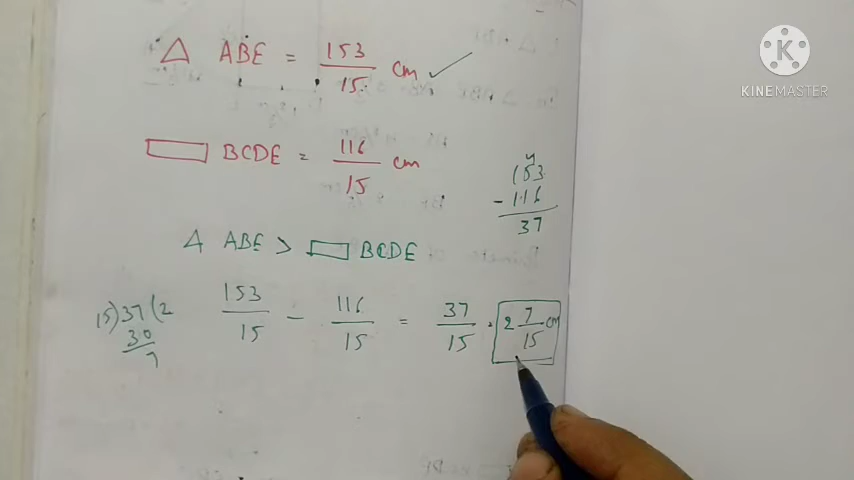 △ ABE = 153/15 cm ✓
▭ BCDE = 116/15 cm
153
- 116
37
△ ABE > ▭ BCDE
15) 37 (2
30
7
153/15 - 116/15 = 37/15 = 2 7/15 cm
KINEMASTER